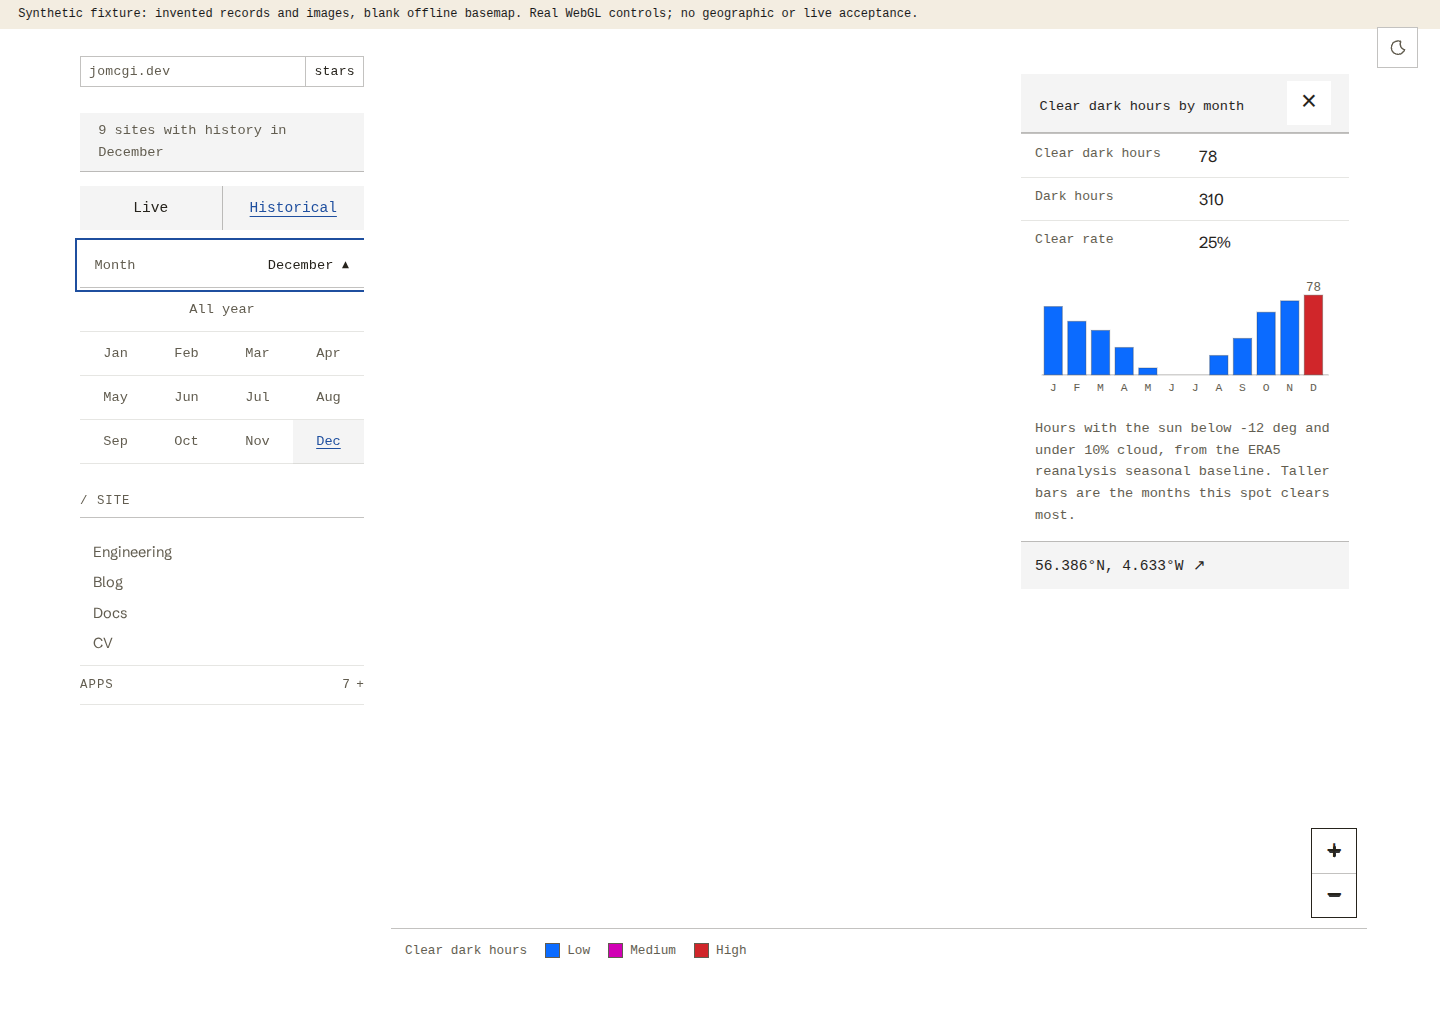 Synthetic fixture: invented records and images, blank offline basemap. Real WebGL controls; no geographic or live acceptance.
jomcgi.dev stars
9 sites with history in
December
Live Historical
Month December ▲
All year
Jan Feb Mar Apr
May Jun Jul Aug
Sep Oct Nov Dec
/ SITE
Engineering
Blog
Docs
CV
APPS 7 +
Clear dark hours by month ✕
Clear dark hours 78
Dark hours 310
Clear rate 25%
78
J F M A M J J A S O N D
Hours with the sun below -12 deg and
under 10% cloud, from the ERA5
reanalysis seasonal baseline. Taller
bars are the months this spot clears
most.
56.386°N, 4.633°W ↗
+
−
Clear dark hours Low Medium High